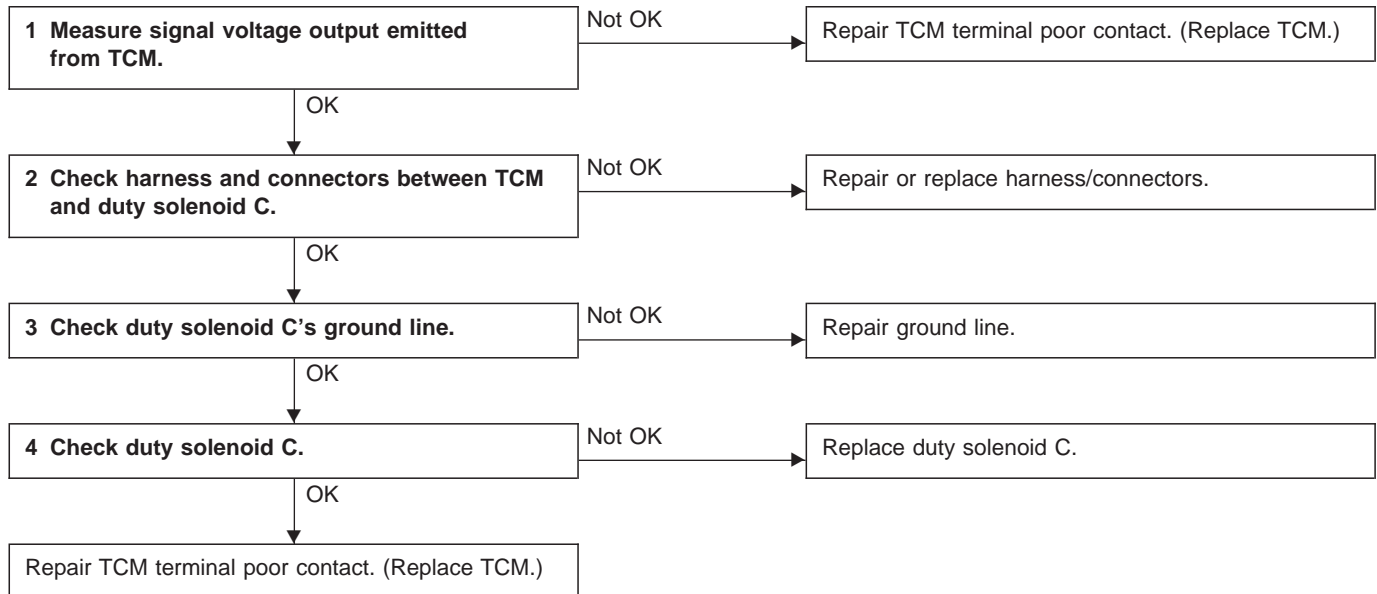 1 Measure signal voltage output emitted
from TCM.
Not OK
Repair TCM terminal poor contact. (Replace TCM.)
OK
2 Check harness and connectors between TCM
and duty solenoid C.
Not OK
Repair or replace harness/connectors.
OK
3 Check duty solenoid C’s ground line.
Not OK
Repair ground line.
OK
4 Check duty solenoid C.
Not OK
Replace duty solenoid C.
OK
Repair TCM terminal poor contact. (Replace TCM.)